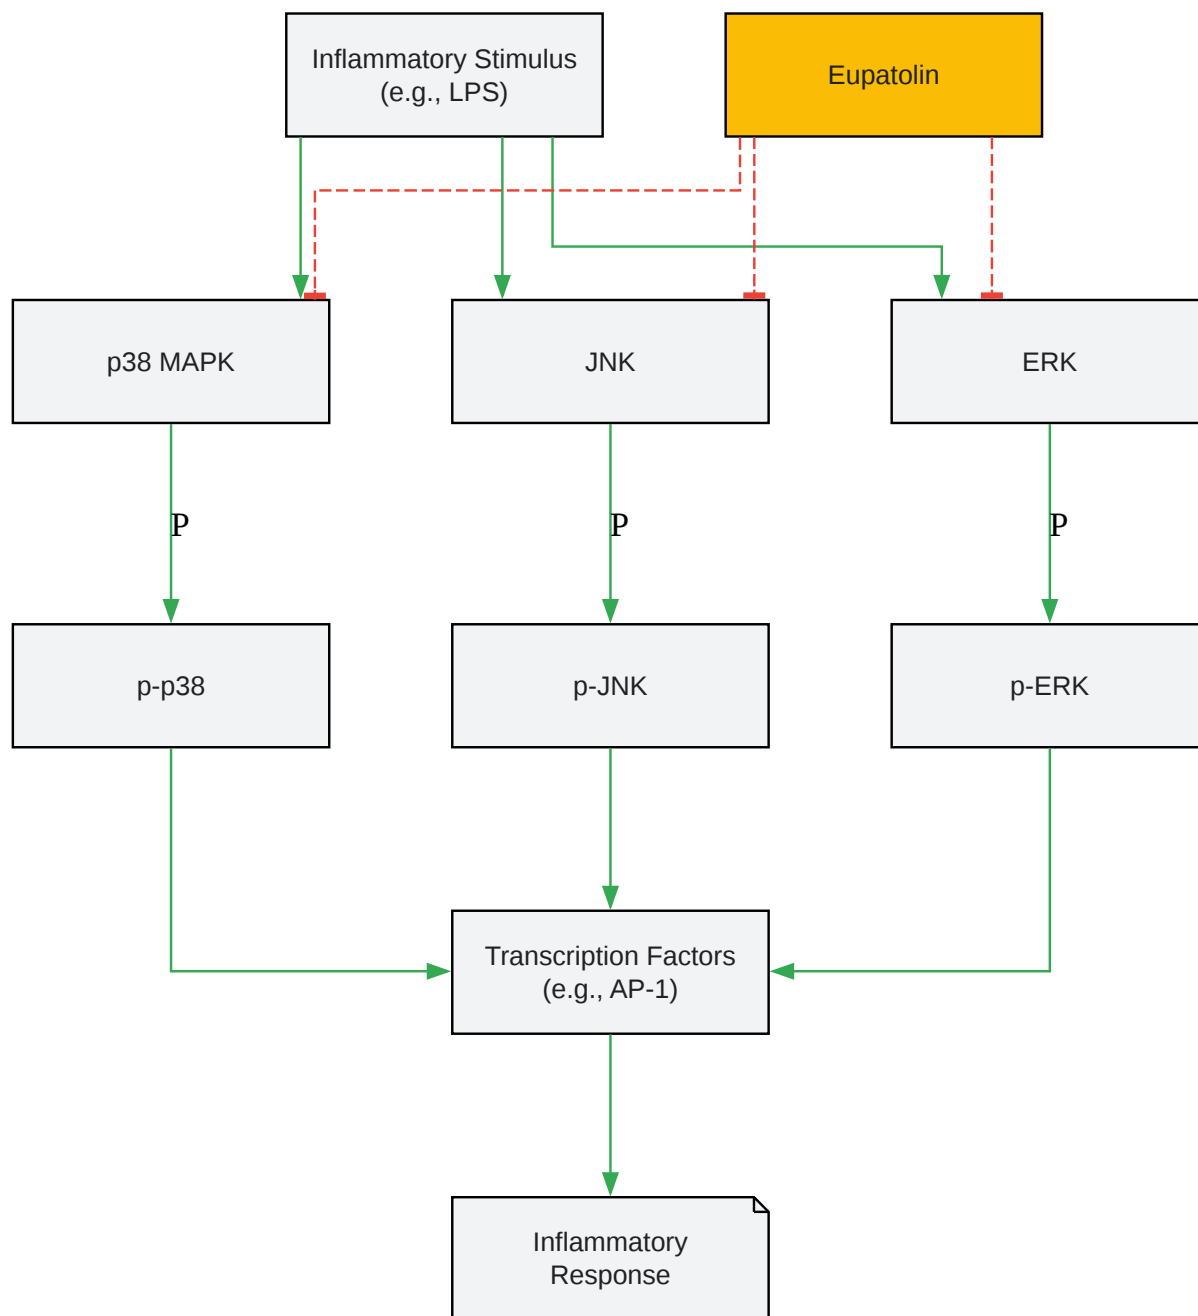 Inflammatory Stimulus
(e.g., LPS)
Eupatolin
p38 MAPK
JNK
ERK
P
P
P
p-p38
p-JNK
p-ERK
Transcription Factors
(e.g., AP-1)
Inflammatory
Response